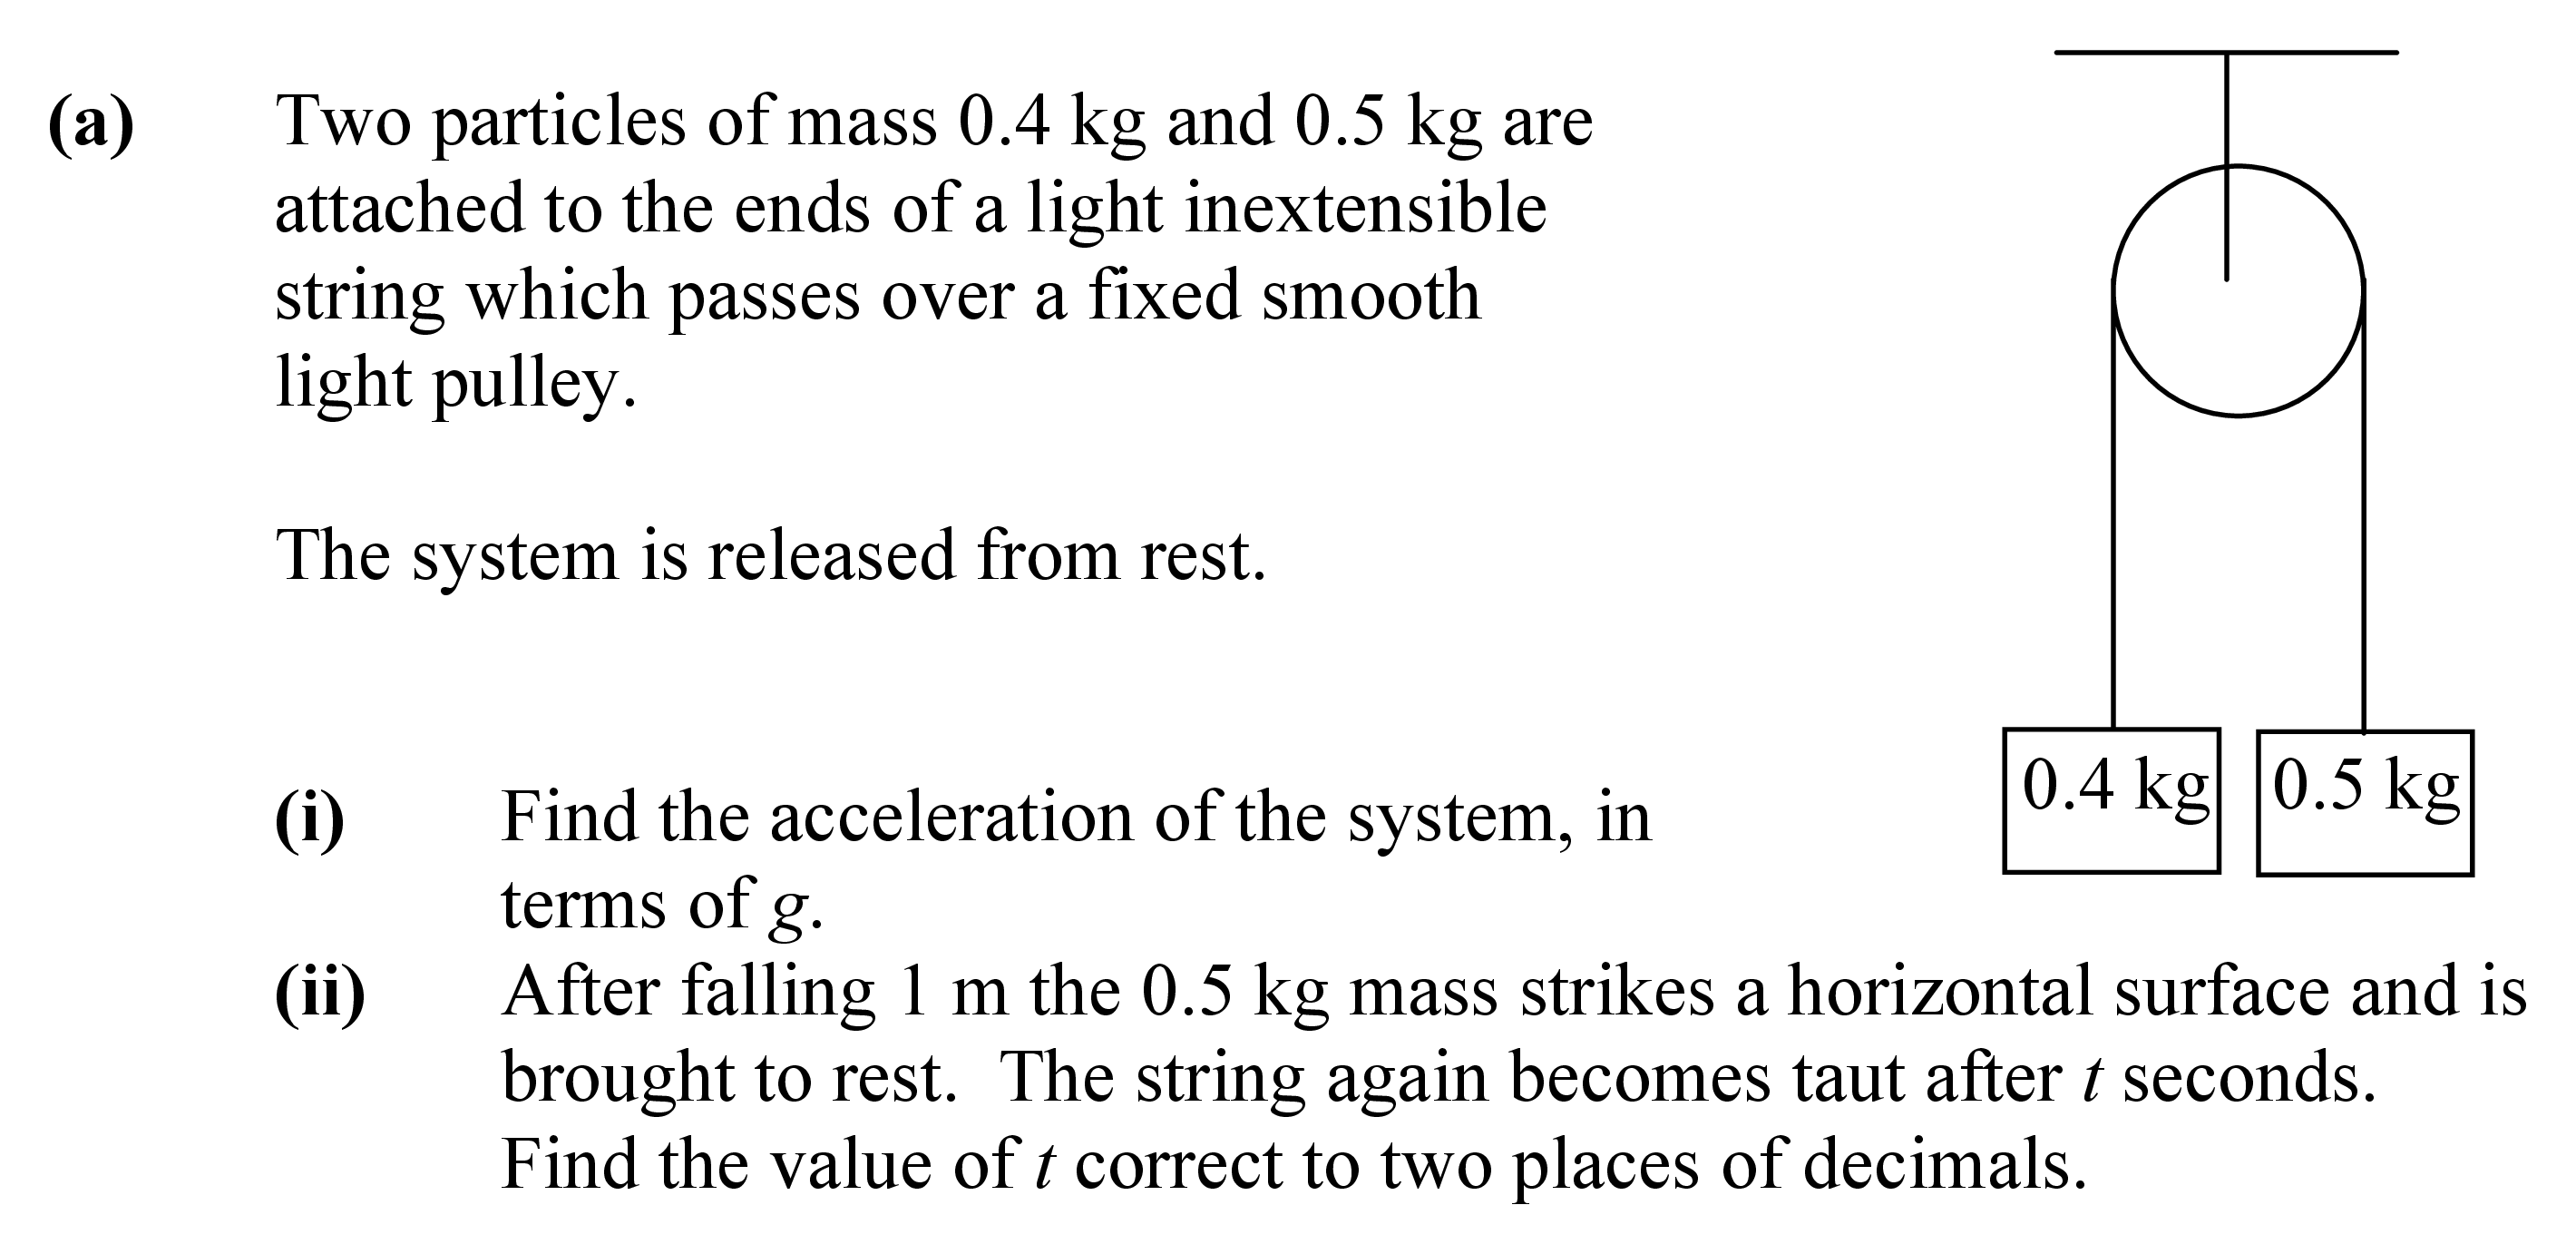 (a) Two particles of mass 0.4 kg and 0.5 kg are
attached to the ends of a light inextensible
string which passes over a fixed smooth
light pulley.
The system is released from rest.
0.4 kg 0.5 kg
(i) Find the acceleration of the system, in
terms of g.
(ii) After falling 1 m the 0.5 kg mass strikes a horizontal surface and is
brought to rest. The string again becomes taut after t seconds.
Find the value of t correct to two places of decimals.